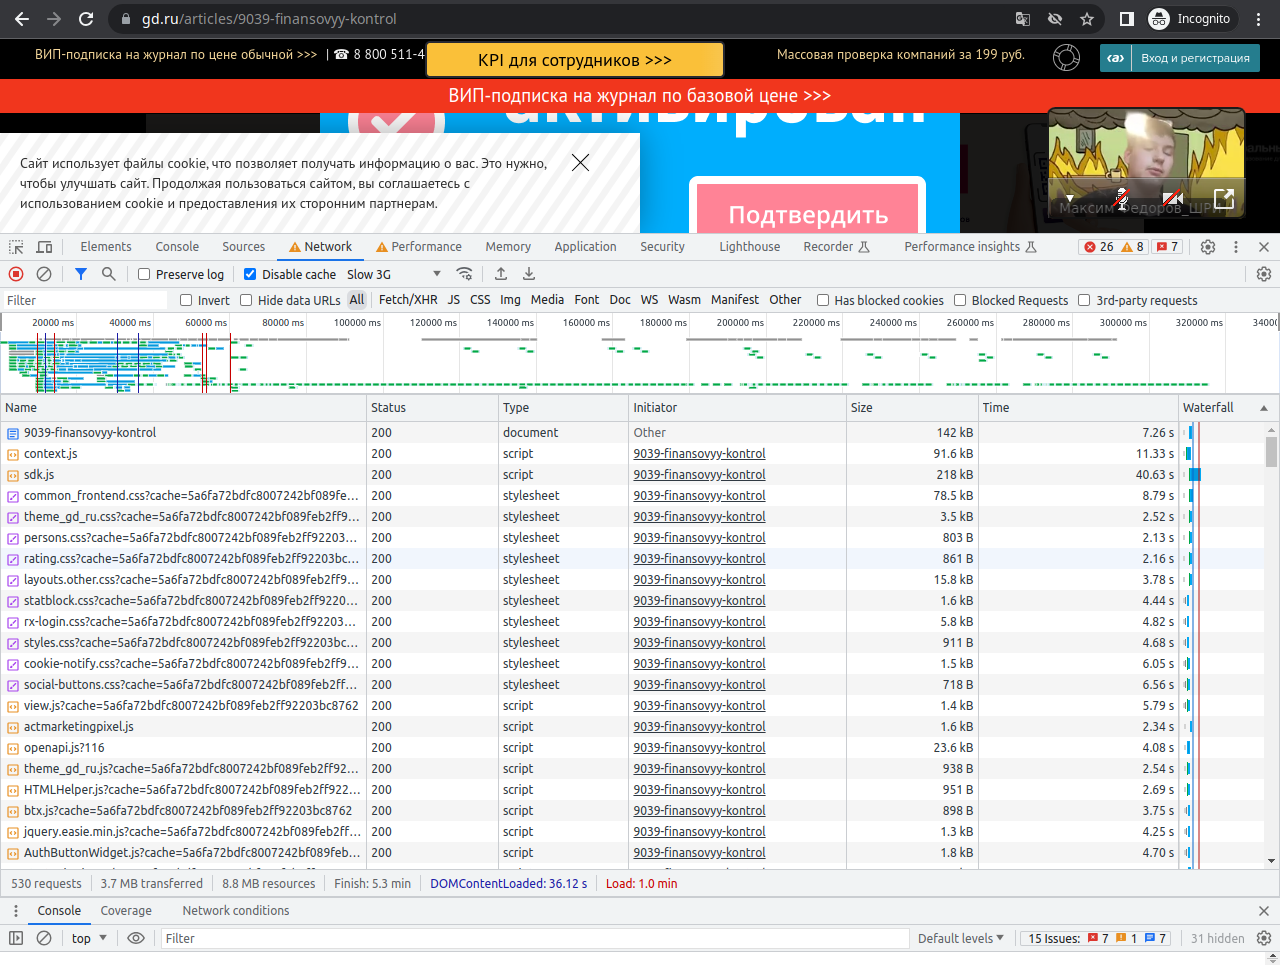 gd.ru/articles/9039-finansovyy-kontrol
Incognito
ВИП-подписка на журнал по цене обычной >>> | ☎ 8 800 511-4
KPI для сотрудников >>>
Массовая проверка компаний за 199 руб.
Вход и регистрация
ВИП-подписка на журнал по базовой цене >>>
активирован
Сайт использует файлы cookie, что позволяет получать информацию о вас. Это нужно,
чтобы улучшать сайт. Продолжая пользоваться сайтом, вы соглашаетесь с
использованием cookie и предоставления их сторонним партнерам.
Подтвердить
Максим Федоров_ШРИ
Elements Console Sources Network Performance Memory Application Security Lighthouse Recorder Performance insights 26 8 7
Preserve log Disable cache Slow 3G
Filter Invert Hide data URLs All Fetch/XHR JS CSS Img Media Font Doc WS Wasm Manifest Other Has blocked cookies Blocked Requests 3rd-party requests
20000 ms 40000 ms 60000 ms 80000 ms 100000 ms 120000 ms 140000 ms 160000 ms 180000 ms 200000 ms 220000 ms 240000 ms 260000 ms 280000 ms 300000 ms 320000 ms 34000
Name Status Type Initiator Size Time Waterfall
9039-finansovyy-kontrol 200 document Other 142 kB 7.26 s
context.js 200 script 9039-finansovyy-kontrol 91.6 kB 11.33 s
sdk.js 200 script 9039-finansovyy-kontrol 218 kB 40.63 s
common_frontend.css?cache=5a6fa72bdfc8007242bf089fe... 200 stylesheet 9039-finansovyy-kontrol 78.5 kB 8.79 s
theme_gd_ru.css?cache=5a6fa72bdfc8007242bf089feb2ff9... 200 stylesheet 9039-finansovyy-kontrol 3.5 kB 2.52 s
persons.css?cache=5a6fa72bdfc8007242bf089feb2ff92203... 200 stylesheet 9039-finansovyy-kontrol 803 B 2.13 s
rating.css?cache=5a6fa72bdfc8007242bf089feb2ff92203bc... 200 stylesheet 9039-finansovyy-kontrol 861 B 2.16 s
layouts.other.css?cache=5a6fa72bdfc8007242bf089feb2ff9... 200 stylesheet 9039-finansovyy-kontrol 15.8 kB 3.78 s
statblock.css?cache=5a6fa72bdfc8007242bf089feb2ff9220... 200 stylesheet 9039-finansovyy-kontrol 1.6 kB 4.44 s
rx-login.css?cache=5a6fa72bdfc8007242bf089feb2ff92203... 200 stylesheet 9039-finansovyy-kontrol 5.8 kB 4.82 s
styles.css?cache=5a6fa72bdfc8007242bf089feb2ff92203bc... 200 stylesheet 9039-finansovyy-kontrol 911 B 4.68 s
cookie-notify.css?cache=5a6fa72bdfc8007242bf089feb2ff9... 200 stylesheet 9039-finansovyy-kontrol 1.5 kB 6.05 s
social-buttons.css?cache=5a6fa72bdfc8007242bf089feb2ff... 200 stylesheet 9039-finansovyy-kontrol 718 B 6.56 s
view.js?cache=5a6fa72bdfc8007242bf089feb2ff92203bc8762 200 script 9039-finansovyy-kontrol 1.4 kB 5.79 s
actmarketingpixel.js 200 script 9039-finansovyy-kontrol 1.6 kB 2.34 s
openapi.js?116 200 script 9039-finansovyy-kontrol 23.6 kB 4.08 s
theme_gd_ru.js?cache=5a6fa72bdfc8007242bf089feb2ff92... 200 script 9039-finansovyy-kontrol 938 B 2.54 s
HTMLHelper.js?cache=5a6fa72bdfc8007242bf089feb2ff922... 200 script 9039-finansovyy-kontrol 951 B 2.69 s
btx.js?cache=5a6fa72bdfc8007242bf089feb2ff92203bc8762 200 script 9039-finansovyy-kontrol 898 B 3.75 s
jquery.easie.min.js?cache=5a6fa72bdfc8007242bf089feb2ff... 200 script 9039-finansovyy-kontrol 1.3 kB 4.25 s
AuthButtonWidget.js?cache=5a6fa72bdfc8007242bf089feb... 200 script 9039-finansovyy-kontrol 1.8 kB 4.70 s
530 requests 3.7 MB transferred 8.8 MB resources Finish: 5.3 min DOMContentLoaded: 36.12 s Load: 1.0 min
Console Coverage Network conditions
top Filter Default levels 15 Issues: 7 1 7 31 hidden